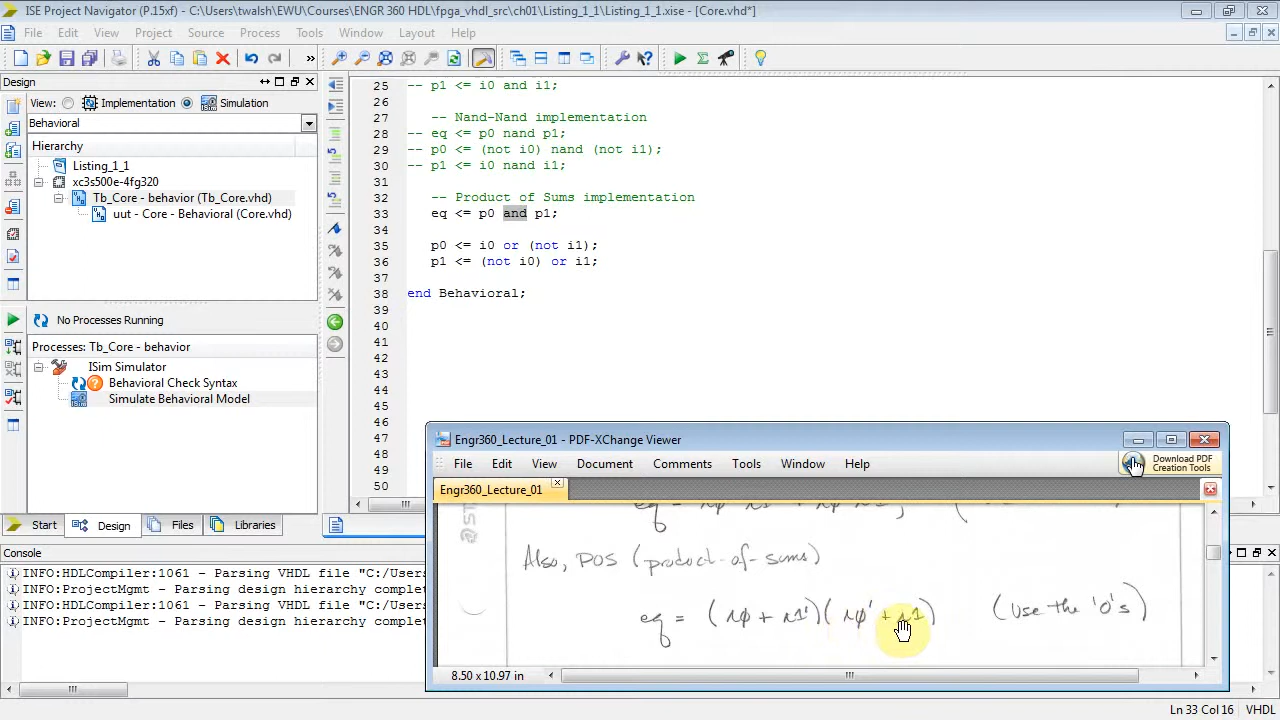 ISE Project Navigator (P.15xf) - C:\Users\twalsh\EWU\Courses\ENGR 360 HDL\fpga_vhdl_src\ch01\Listing_1_1\Listing_1_1.xise - [Core.vhd*]
File Edit View Project Source Process Tools Window Layout Help
Design
View: Implementation Simulation
Behavioral
Hierarchy
Listing_1_1
xc3s500e-4fg320
Tb_Core - behavior (Tb_Core.vhd)
uut - Core - Behavioral (Core.vhd)
No Processes Running
Processes: Tb_Core - behavior
ISim Simulator
Behavioral Check Syntax
Simulate Behavioral Model
Start Design Files Libraries
25 -- p1 <= i0 and i1;
26
27 -- Nand-Nand implementation
28 -- eq <= p0 nand p1;
29 -- p0 <= (not i0) nand (not i1);
30 -- p1 <= i0 nand i1;
31
32 -- Product of Sums implementation
33 eq <= p0 and p1;
34
35 p0 <= i0 or (not i1);
36 p1 <= (not i0) or i1;
37
38 end Behavioral;
39
40
41
42
43
44
45
46
47
48
49
50
Console
INFO:HDLCompiler:1061 - Parsing VHDL file "C:/Users
INFO:ProjectMgmt - Parsing design hierarchy complet
INFO:HDLCompiler:1061 - Parsing VHDL file "C:/Users
INFO:ProjectMgmt - Parsing design hierarchy complet
Engr360_Lecture_01 - PDF-XChange Viewer
File Edit View Document Comments Tools Window Help
Download PDF
Creation Tools
Engr360_Lecture_01
Also, POS (product-of-sums)
eq = (iφ + i1')(iφ' + i1) (Use the '0's)
8.50 x 10.97 in
Ln 33 Col 16 VHDL